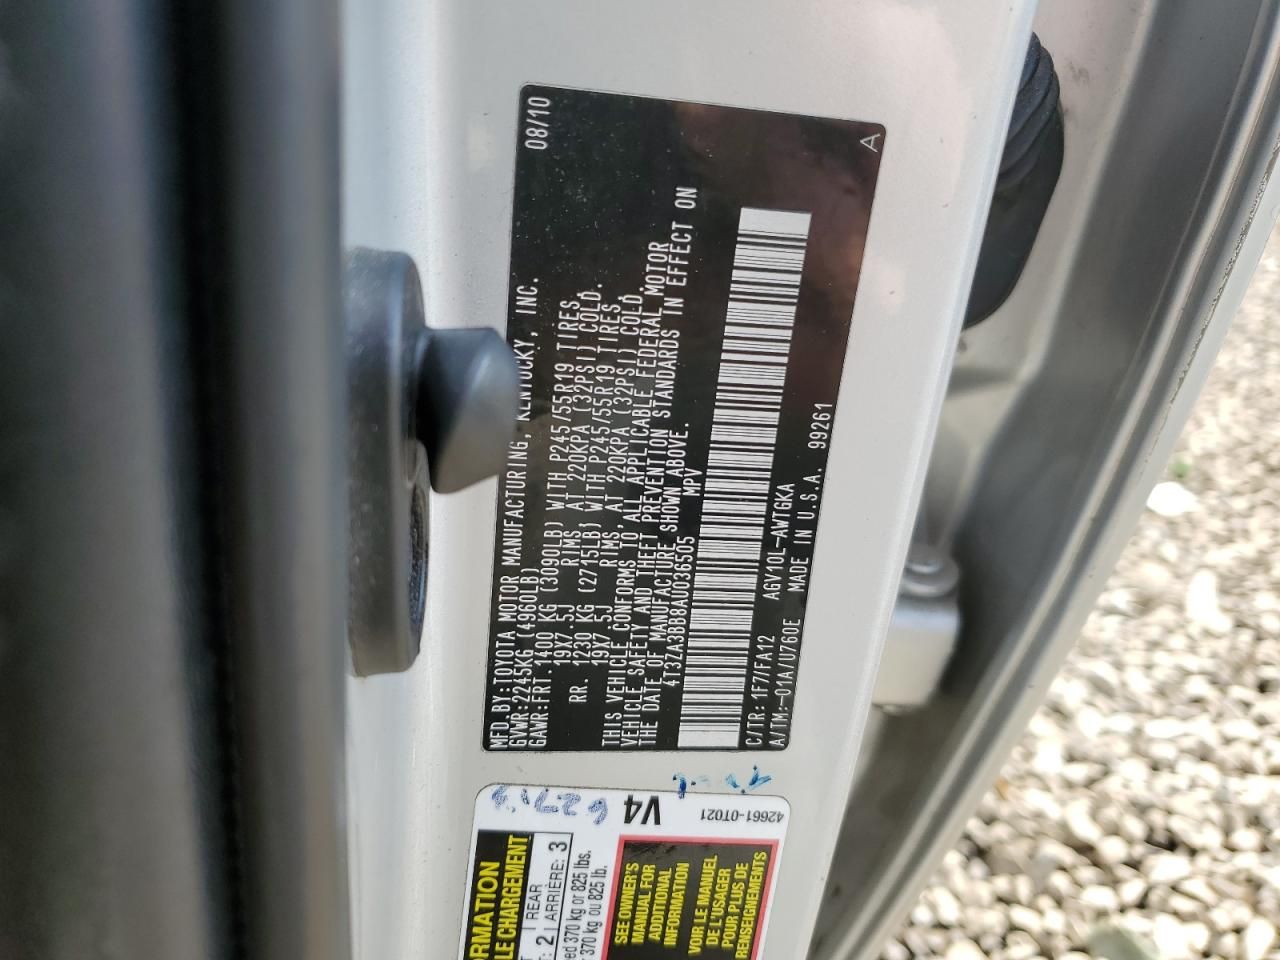 MFD.BY:TOYOTA MOTOR MANUFACTURING, KENTUCKY, INC. 08/10
GVWR:2245KG (4960LB)
GAWR:FRT. 1400 KG (3090LB) WITH P245/55R19 TIRES,
19X7.5J RIMS, AT 220KPA (32PSI) COLD.
RR. 1230 KG (2715LB) WITH P245/55R19 TIRES,
19X7.5J RIMS, AT 220KPA (32PSI) COLD.
THIS VEHICLE CONFORMS TO ALL APPLICABLE FEDERAL MOTOR
VEHICLE SAFETY AND THEFT PREVENTION STANDARDS IN EFFECT ON
THE DATE OF MANUFACTURE SHOWN ABOVE.
4T3ZA3BB8AU036505 MPV
C/TR:1F7/FA12 AGV10L-AWTGKA
A/TM:-01A/U760E MADE IN U.S.A. 99261 A
2 REAR
2 ARRIÈRE: 3
370 kg or 825 lbs.
370 kg ou 825 lb.
V4
SEE OWNER'S
MANUAL FOR
ADDITIONAL
INFORMATION
VOIR LE MANUEL
DE L'USAGER
POUR PLUS DE
RENSEIGNEMENTS
42661-0T021